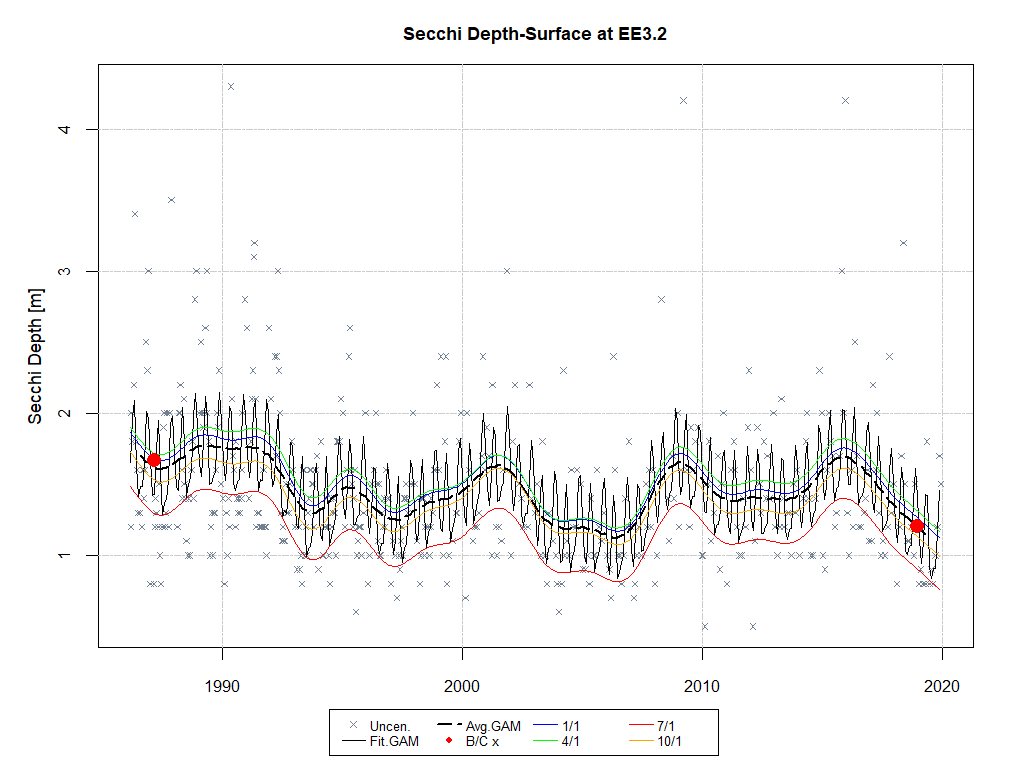 Secchi Depth-Surface at EE3.2
4
3
2
1
Secchi Depth [m]
1990 2000 2010 2020
Uncen. Avg.GAM 1/1 7/1
Fit.GAM B/C x 4/1 10/1